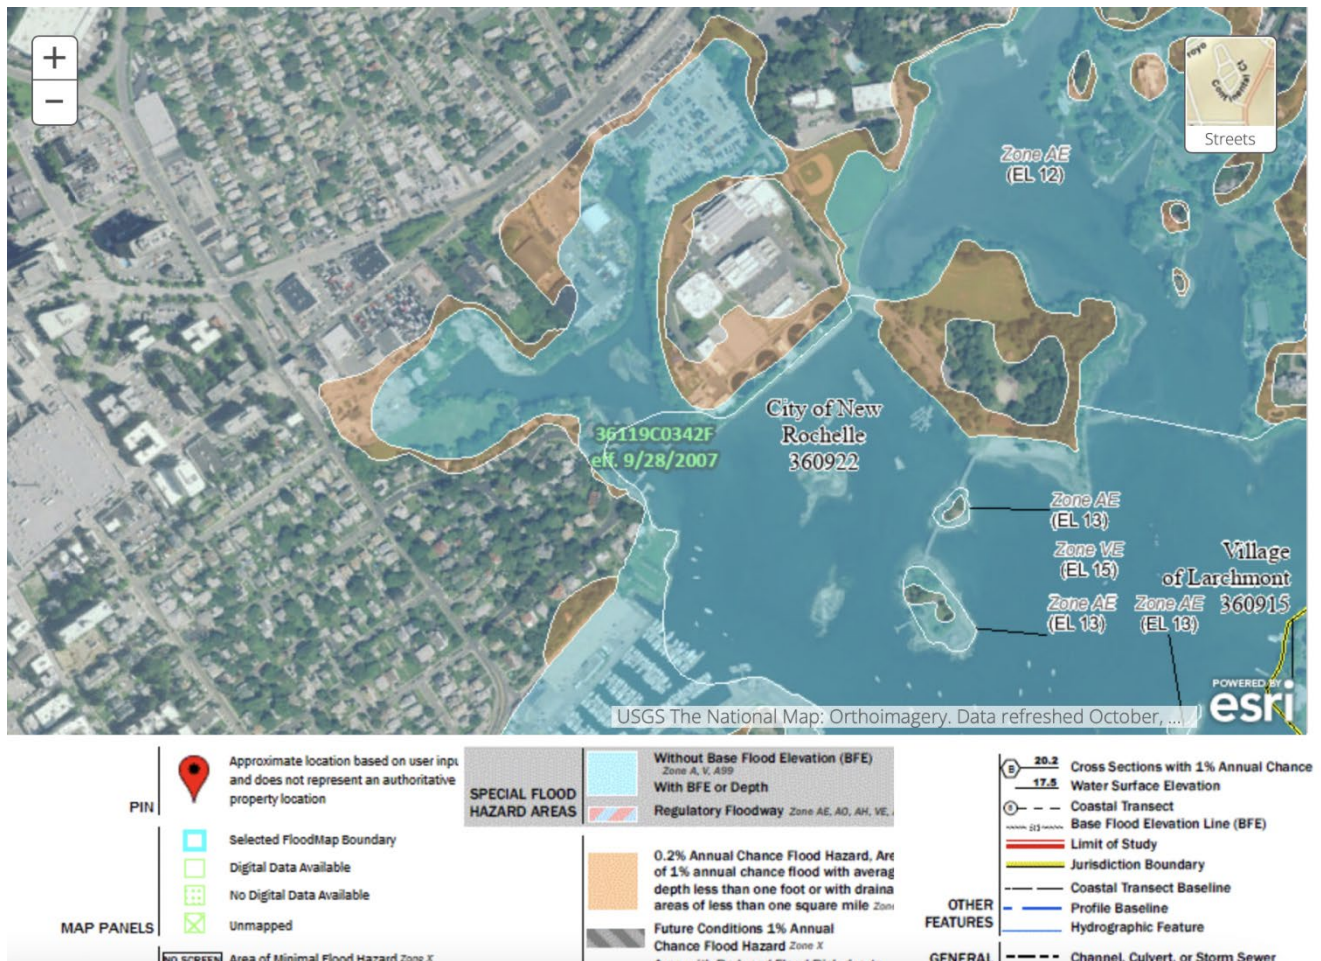 +
−
royo
Continental Ct
Streets
Zone AE
(EL 12)
City of New
Rochelle
360922
36119C0342F
eff. 9/28/2007
Zone AE
(EL 13)
Zone VE
(EL 15)
Village
of Larchmont
360915
Zone AE
(EL 13)
Zone AE
(EL 13)
POWERED BY
esri
USGS The National Map: Orthoimagery. Data refreshed October, ...
PIN
Approximate location based on user inpu
and does not represent an authoritative
property location
Selected FloodMap Boundary
Digital Data Available
No Digital Data Available
MAP PANELS
Unmapped
NO SCREEN Area of Minimal Flood Hazard Zone X
SPECIAL FLOOD
HAZARD AREAS
Without Base Flood Elevation (BFE)
Zone A, V, A99
With BFE or Depth
Regulatory Floodway Zone AE, AO, AH, VE,
0.2% Annual Chance Flood Hazard, Are
of 1% annual chance flood with averag
depth less than one foot or with draina
areas of less than one square mile Zone
Future Conditions 1% Annual
Chance Flood Hazard Zone X
B 20.2 Cross Sections with 1% Annual Chance
17.5 Water Surface Elevation
8 Coastal Transect
513 Base Flood Elevation Line (BFE)
Limit of Study
Jurisdiction Boundary
Coastal Transect Baseline
OTHER
FEATURES
Profile Baseline
Hydrographic Feature
GENERAL
Channel, Culvert, or Storm Sewer